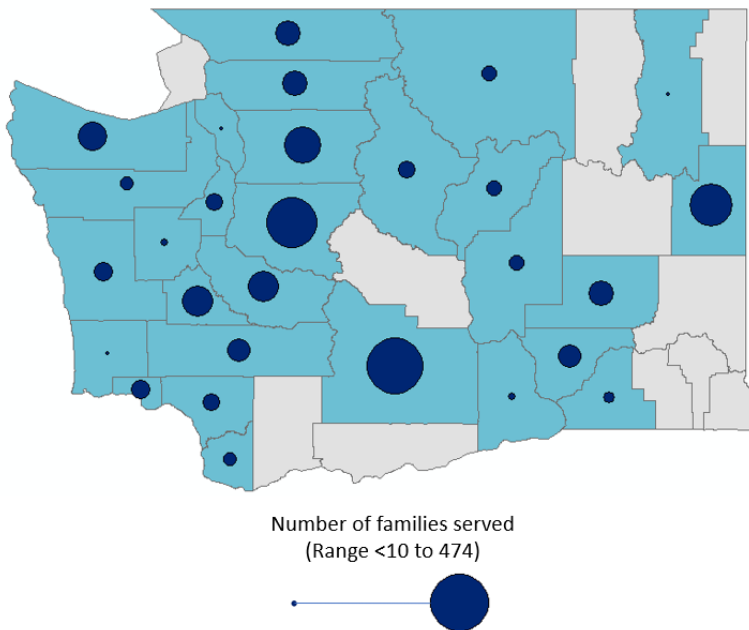 Number of families served
(Range <10 to 474)